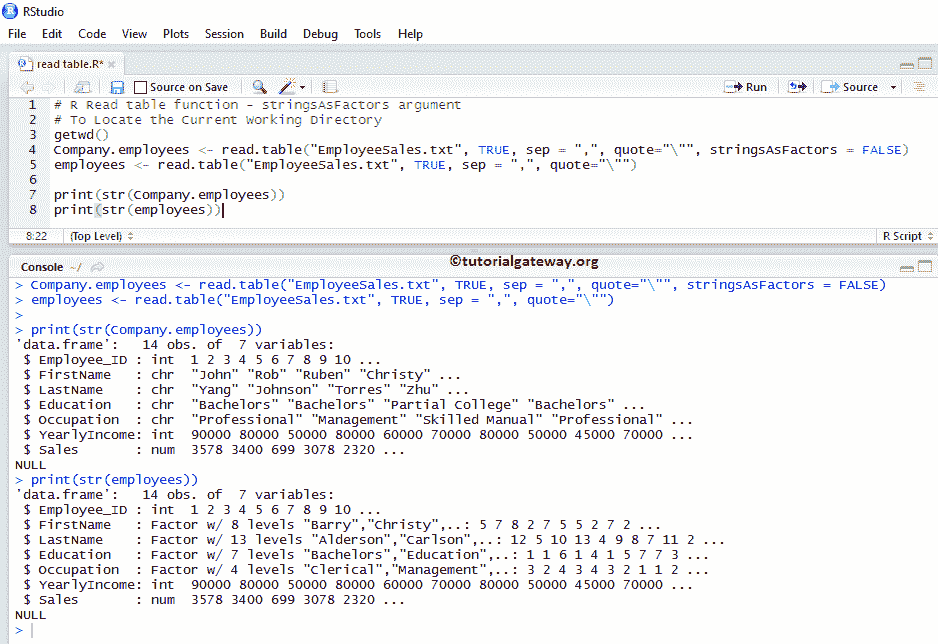 RStudio
File Edit Code View Plots Session Build Debug Tools Help
read table.R*
Source on Save Run Source
1 # R Read table function - stringsAsFactors argument
2 # To Locate the Current Working Directory
3 getwd()
4 Company.employees <- read.table("EmployeeSales.txt", TRUE, sep = ",", quote="\"", stringsAsFactors = FALSE)
5 employees <- read.table("EmployeeSales.txt", TRUE, sep = ",", quote="\"")
6
7 print(str(Company.employees))
8 print(str(employees))
8:22 (Top Level) R Script
©tutorialgateway.org
Console ~/
> Company.employees <- read.table("EmployeeSales.txt", TRUE, sep = ",", quote="\"", stringsAsFactors = FALSE)
> employees <- read.table("EmployeeSales.txt", TRUE, sep = ",", quote="\"")
>
> print(str(Company.employees))
'data.frame':   14 obs. of  7 variables:
 $ Employee_ID : int  1 2 3 4 5 6 7 8 9 10 ...
 $ FirstName   : chr  "John" "Rob" "Ruben" "Christy" ...
 $ LastName    : chr  "Yang" "Johnson" "Torres" "Zhu" ...
 $ Education   : chr  "Bachelors" "Bachelors" "Partial College" "Bachelors" ...
 $ Occupation  : chr  "Professional" "Management" "Skilled Manual" "Professional" ...
 $ YearlyIncome: int  90000 80000 50000 80000 60000 70000 80000 50000 45000 70000 ...
 $ Sales       : num  3578 3400 699 3078 2320 ...
NULL
> print(str(employees))
'data.frame':   14 obs. of  7 variables:
 $ Employee_ID : int  1 2 3 4 5 6 7 8 9 10 ...
 $ FirstName   : Factor w/ 8 levels "Barry","Christy",..: 5 7 8 2 7 5 5 2 7 2 ...
 $ LastName    : Factor w/ 13 levels "Alderson","Carlson",..: 12 5 10 13 4 9 8 7 11 2 ...
 $ Education   : Factor w/ 7 levels "Bachelors","Education",..: 1 1 6 1 4 1 5 7 7 3 ...
 $ Occupation  : Factor w/ 4 levels "Clerical","Management",..: 3 2 4 3 4 3 2 1 1 2 ...
 $ YearlyIncome: int  90000 80000 50000 80000 60000 70000 80000 50000 45000 70000 ...
 $ Sales       : num  3578 3400 699 3078 2320 ...
NULL
>